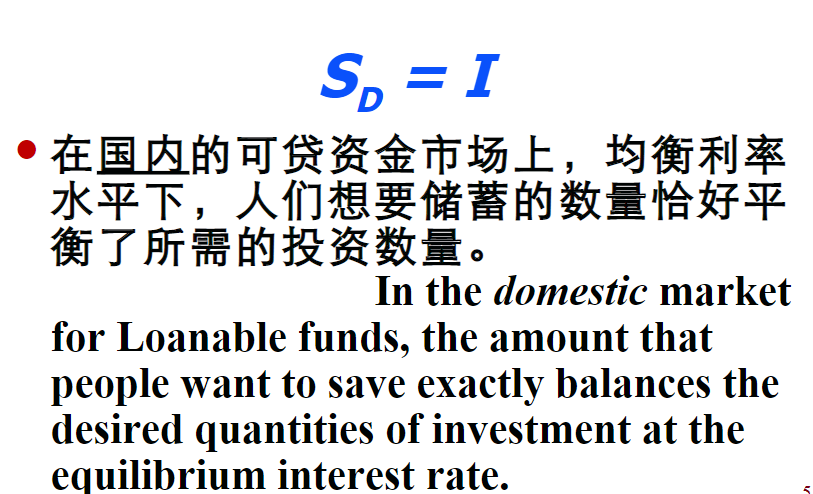 S_D = I
在国内的可贷资金市场上，均衡利率
水平下，人们想要储蓄的数量恰好平
衡了所需的投资数量。
In the domestic market
for Loanable funds, the amount that
people want to save exactly balances the
desired quantities of investment at the
equilibrium interest rate.
5